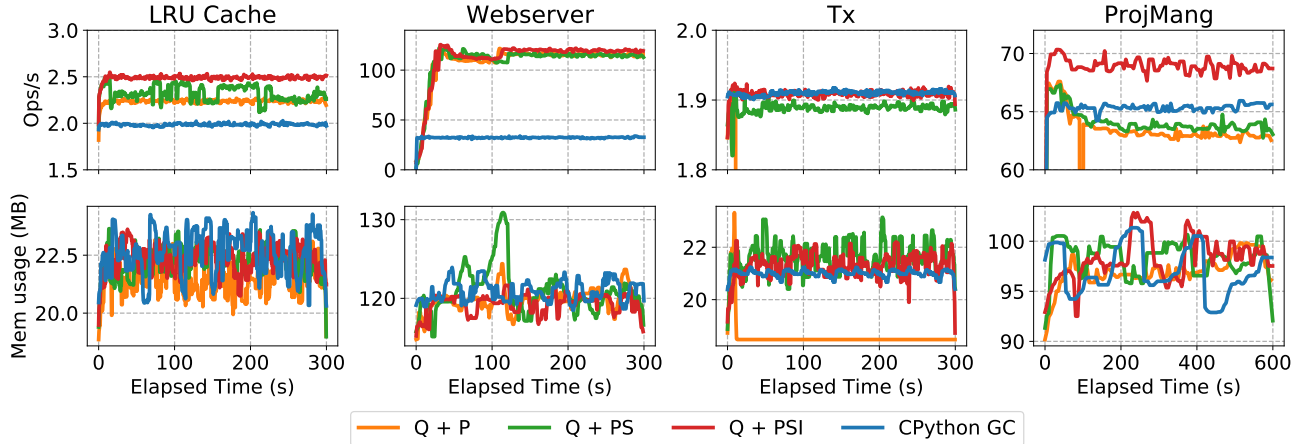 LRU Cache Webserver Tx ProjMang
Ops/s
3.0
2.5
2.0
1.5
100
50
0
2.0
1.9
1.8
70
65
60
Mem usage (MB)
22.5
20.0
130
120
22
20
100
95
90
0 100 200 300
0 100 200 300
0 100 200 300
0 200 400 600
Elapsed Time (s) Elapsed Time (s) Elapsed Time (s) Elapsed Time (s)
Q + P Q + PS Q + PSI CPython GC